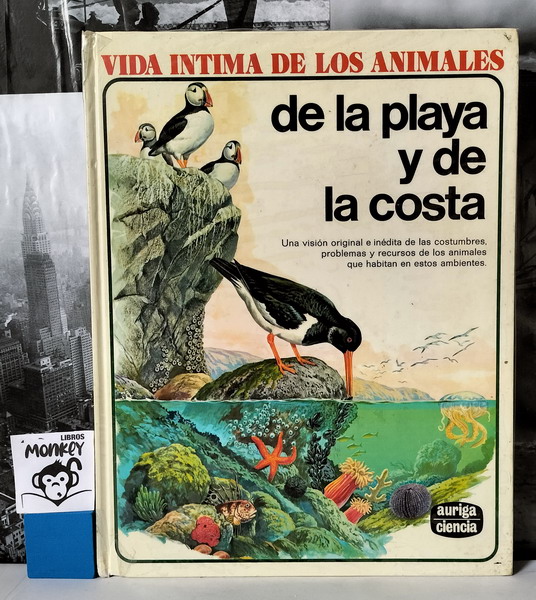 VIDA INTIMA DE LOS ANIMALES
de la playa
y de
la costa
Una visión original e inédita de las costumbres,
problemas y recursos de los animales
que habitan en estos ambientes.
auriga
ciencia
LIBROS
MONKEY